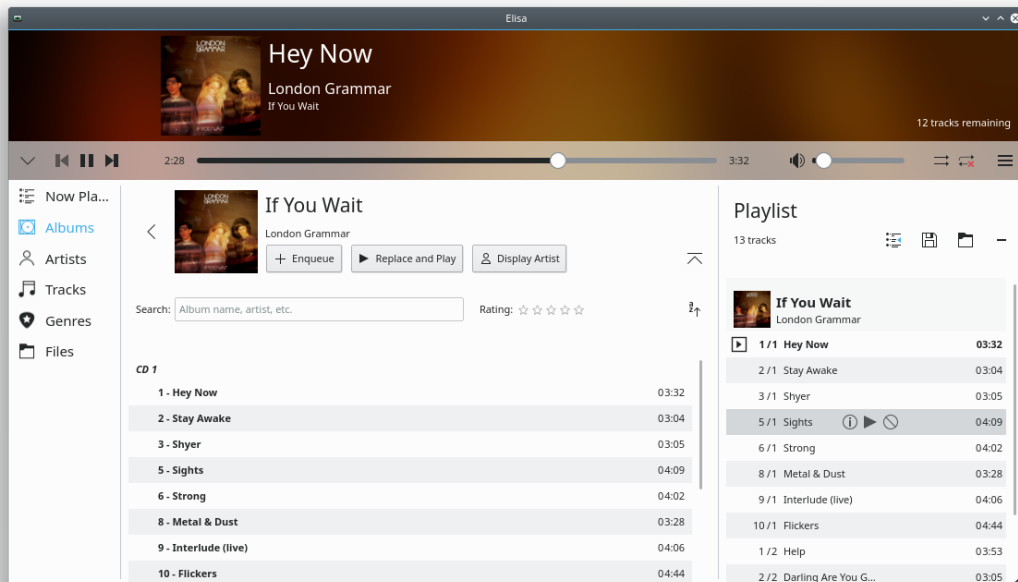 Elisa
LONDON GRAMMAR
Hey Now
London Grammar
If You Wait
12 tracks remaining
2:28
3:32
Now Pla...
Albums
Artists
Tracks
Genres
Files
LONDON GRAMMAR
If You Wait
London Grammar
Enqueue
Replace and Play
Display Artist
Search:
Album name, artist, etc.
Rating:
CD 1
1 - Hey Now 03:32
2 - Stay Awake 03:04
3 - Shyer 03:05
5 - Sights 04:09
6 - Strong 04:02
8 - Metal & Dust 03:28
9 - Interlude (live) 04:06
10 - Flickers 04:44
Playlist
13 tracks
If You Wait
London Grammar
1 / 1 Hey Now 03:32
2 / 1 Stay Awake 03:04
3 / 1 Shyer 03:05
5 / 1 Sights 04:09
6 / 1 Strong 04:02
8 / 1 Metal & Dust 03:28
9 / 1 Interlude (live) 04:06
10 / 1 Flickers 04:44
1 / 2 Help 03:53
2 / 2 Darling Are You G... 03:05